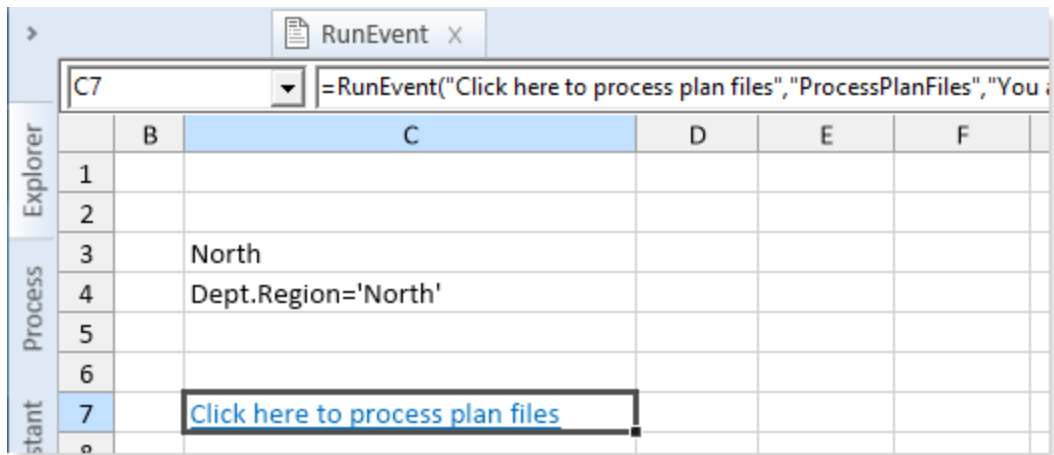 RunEvent
C7
=RunEvent("Click here to process plan files","ProcessPlanFiles","You
B C D E F
1
2
3 North
4 Dept.Region='North'
5
6
7 Click here to process plan files
Explorer
Process
stant